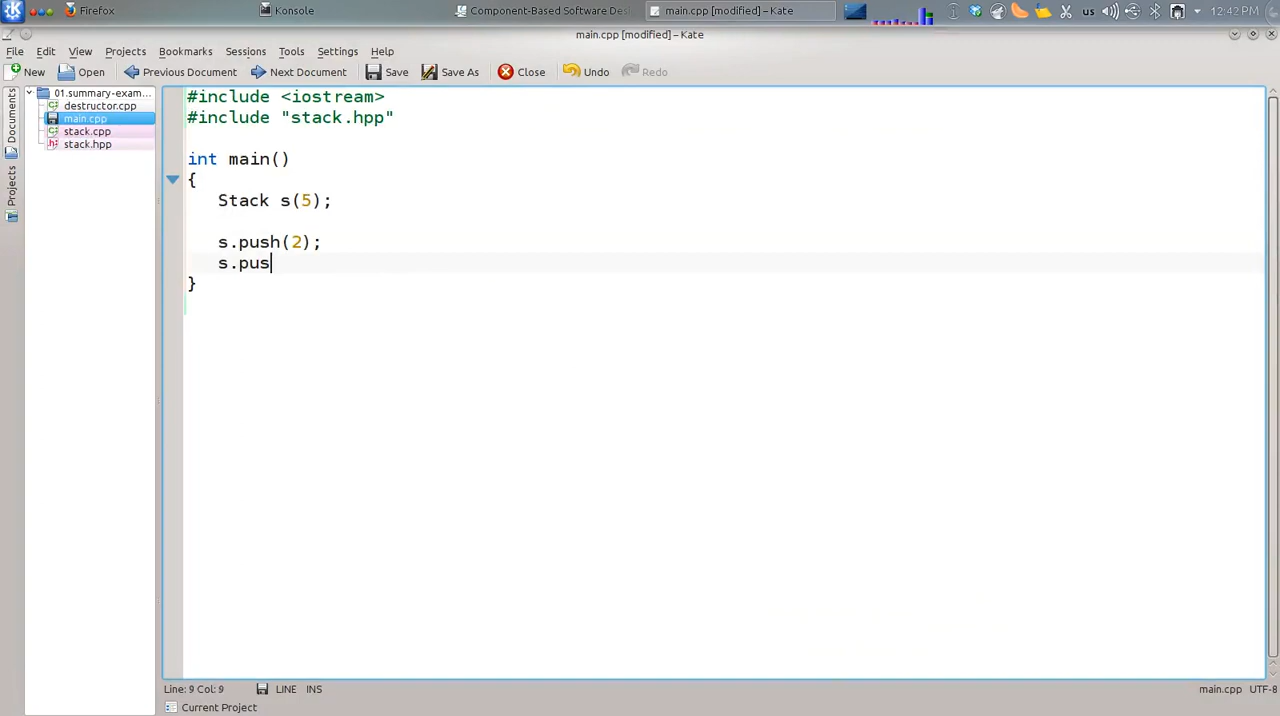 Firefox
Konsole
Component-Based Software De
main.cpp [modified] – Kate
us
12:42 PM
main.cpp [modified] – Kate
File Edit View Projects Bookmarks Sessions Tools Settings Help
New Open Previous Document Next Document Save Save As Close Undo Redo
Documents
Projects
01.summary-exam...
destructor.cpp
main.cpp
stack.cpp
stack.hpp
#include <iostream>
#include "stack.hpp"
int main()
{
Stack s(5);
s.push(2);
s.pus
}
Line: 9 Col: 9 LINE INS main.cpp UTF-8
Current Project